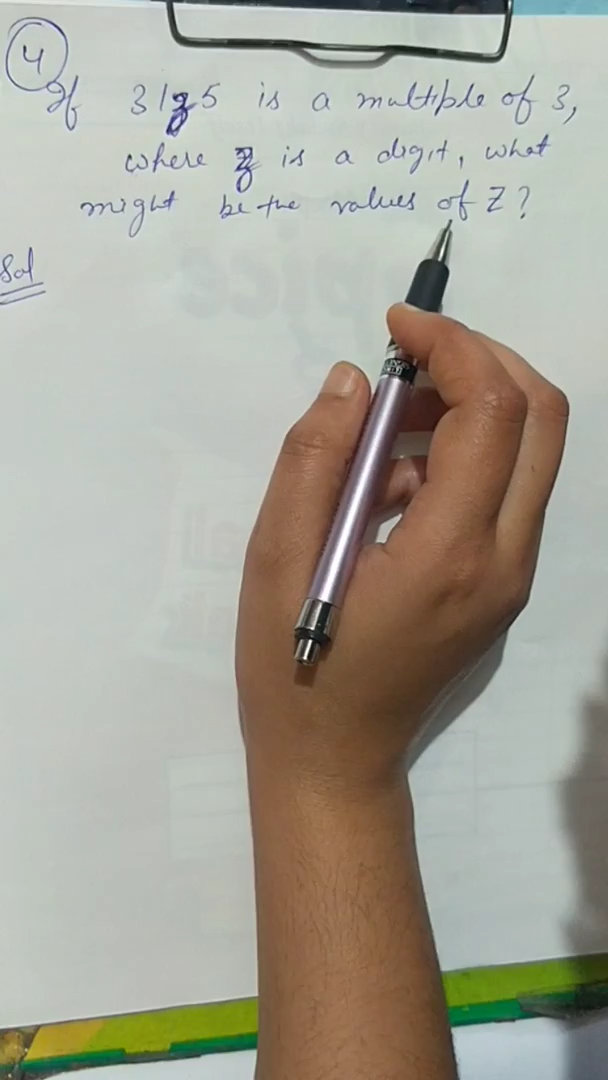 4
If 31z5 is a multiple of 3,
where z is a digit, what
might be the values of Z?
Sol